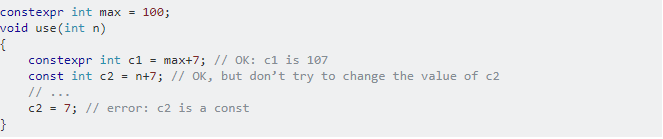 constexpr int max = 100;
void use(int n)
{
    constexpr int c1 = max+7; // OK: c1 is 107
    const int c2 = n+7; // OK, but don’t try to change the value of c2
    // ...
    c2 = 7; // error: c2 is a const
}